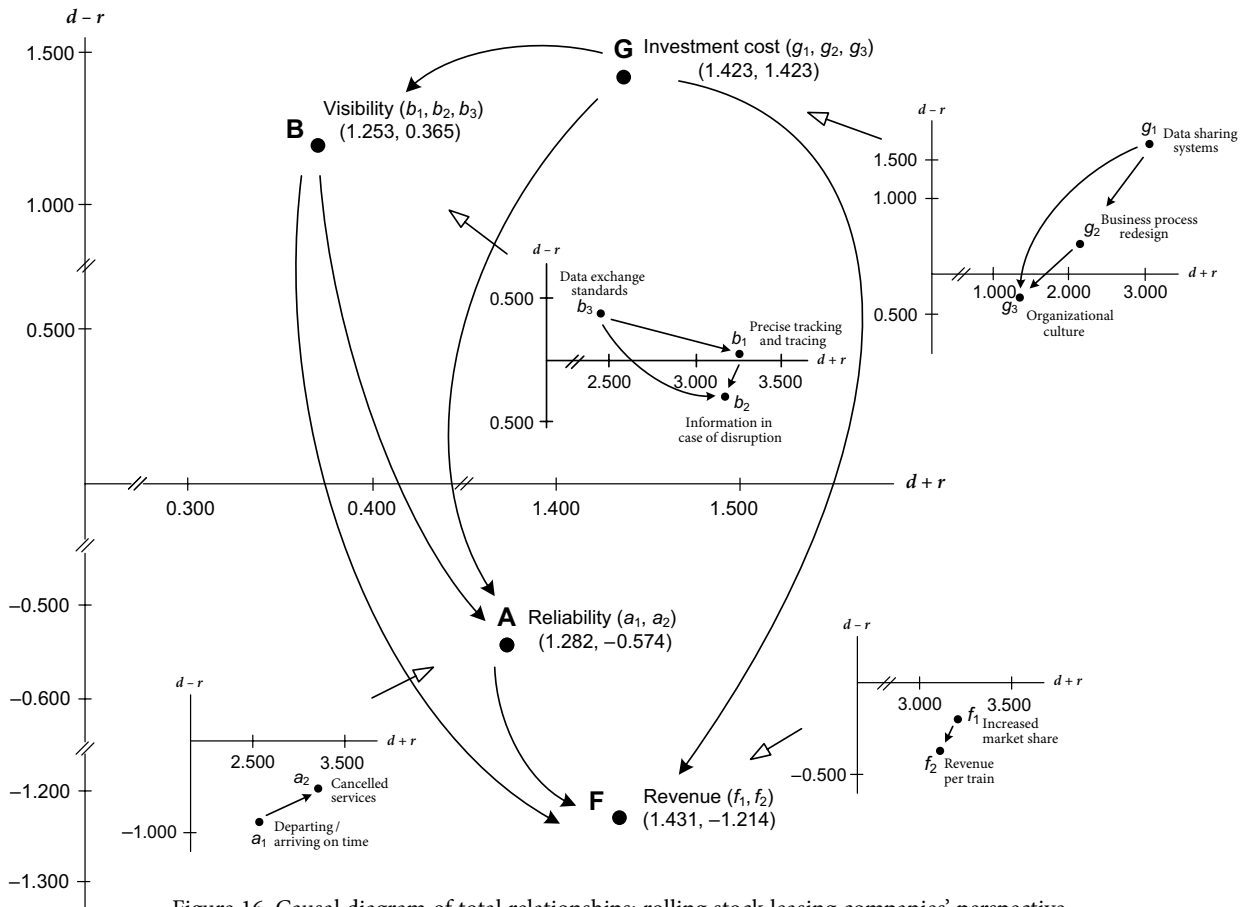 d – r
1.500
1.000
0.500
–0.500
–0.600
–1.200
–1.300
0.300
0.400
1.400
1.500
d + r
G
Investment cost (g1, g2, g3)
(1.423, 1.423)
B
Visibility (b1, b2, b3)
(1.253, 0.365)
A
Reliability (a1, a2)
(1.282, –0.574)
F
Revenue (f1, f2)
(1.431, –1.214)
d – r
1.500
1.000
0.500
1.000
2.000
3.000
d + r
g1
Data sharing
systems
g2
Business process
redesign
g3
Organizational
culture
d – r
0.500
0.500
2.500
3.000
3.500
d + r
Data exchange
standards
b3
b1
Precise tracking
and tracing
b2
Information in
case of disruption
d – r
–1.000
2.500
3.500
d + r
a2
Cancelled
services
a1
Departing /
arriving on time
d – r
–0.500
3.000
3.500
d + r
f1
Increased
market share
f2
Revenue
per train
Figure 16. Causal diagram of total relationships: rolling stock leasing companies' perspective